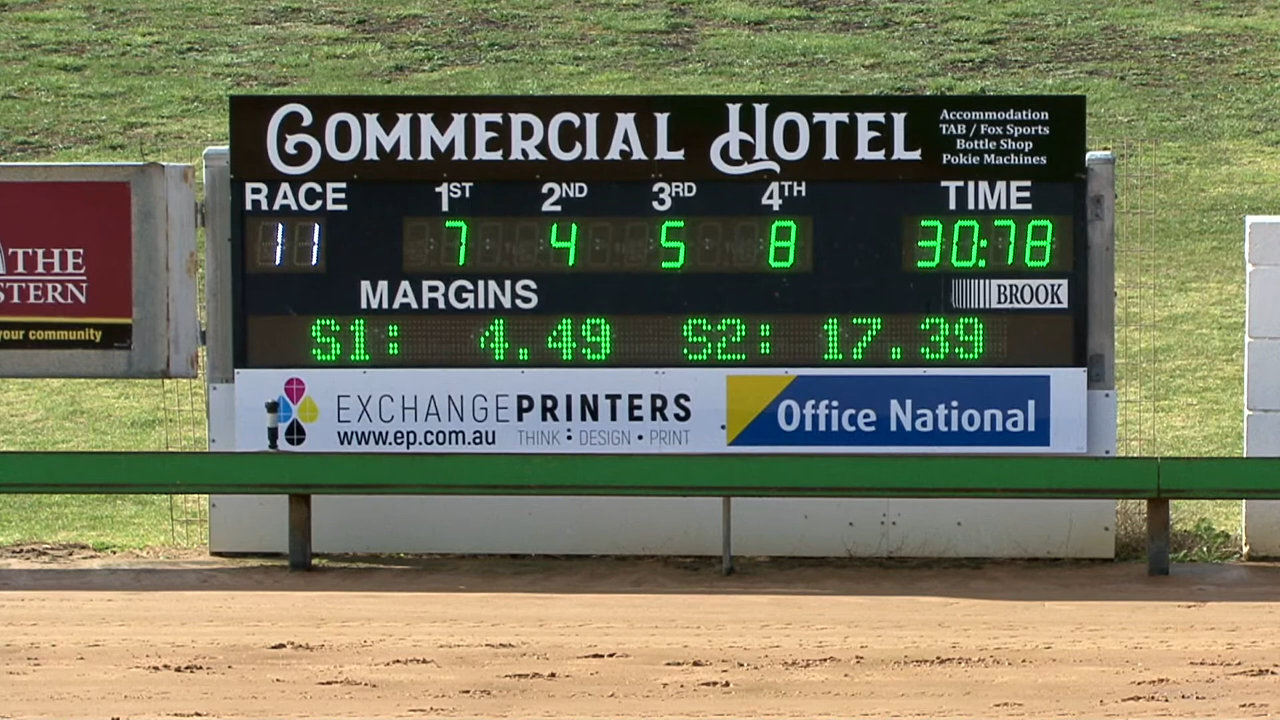 COMMERCIAL HOTEL
Accommodation
TAB / Fox Sports
Bottle Shop
Pokie Machines
RACE 1ST 2ND 3RD 4TH TIME
11 7 4 5 8 30:78
MARGINS
BROOK
S1: 4.49 S2: 17.39
THE
STERN
your community
EXCHANGEPRINTERS
www.ep.com.au THINK : DESIGN • PRINT
Office National